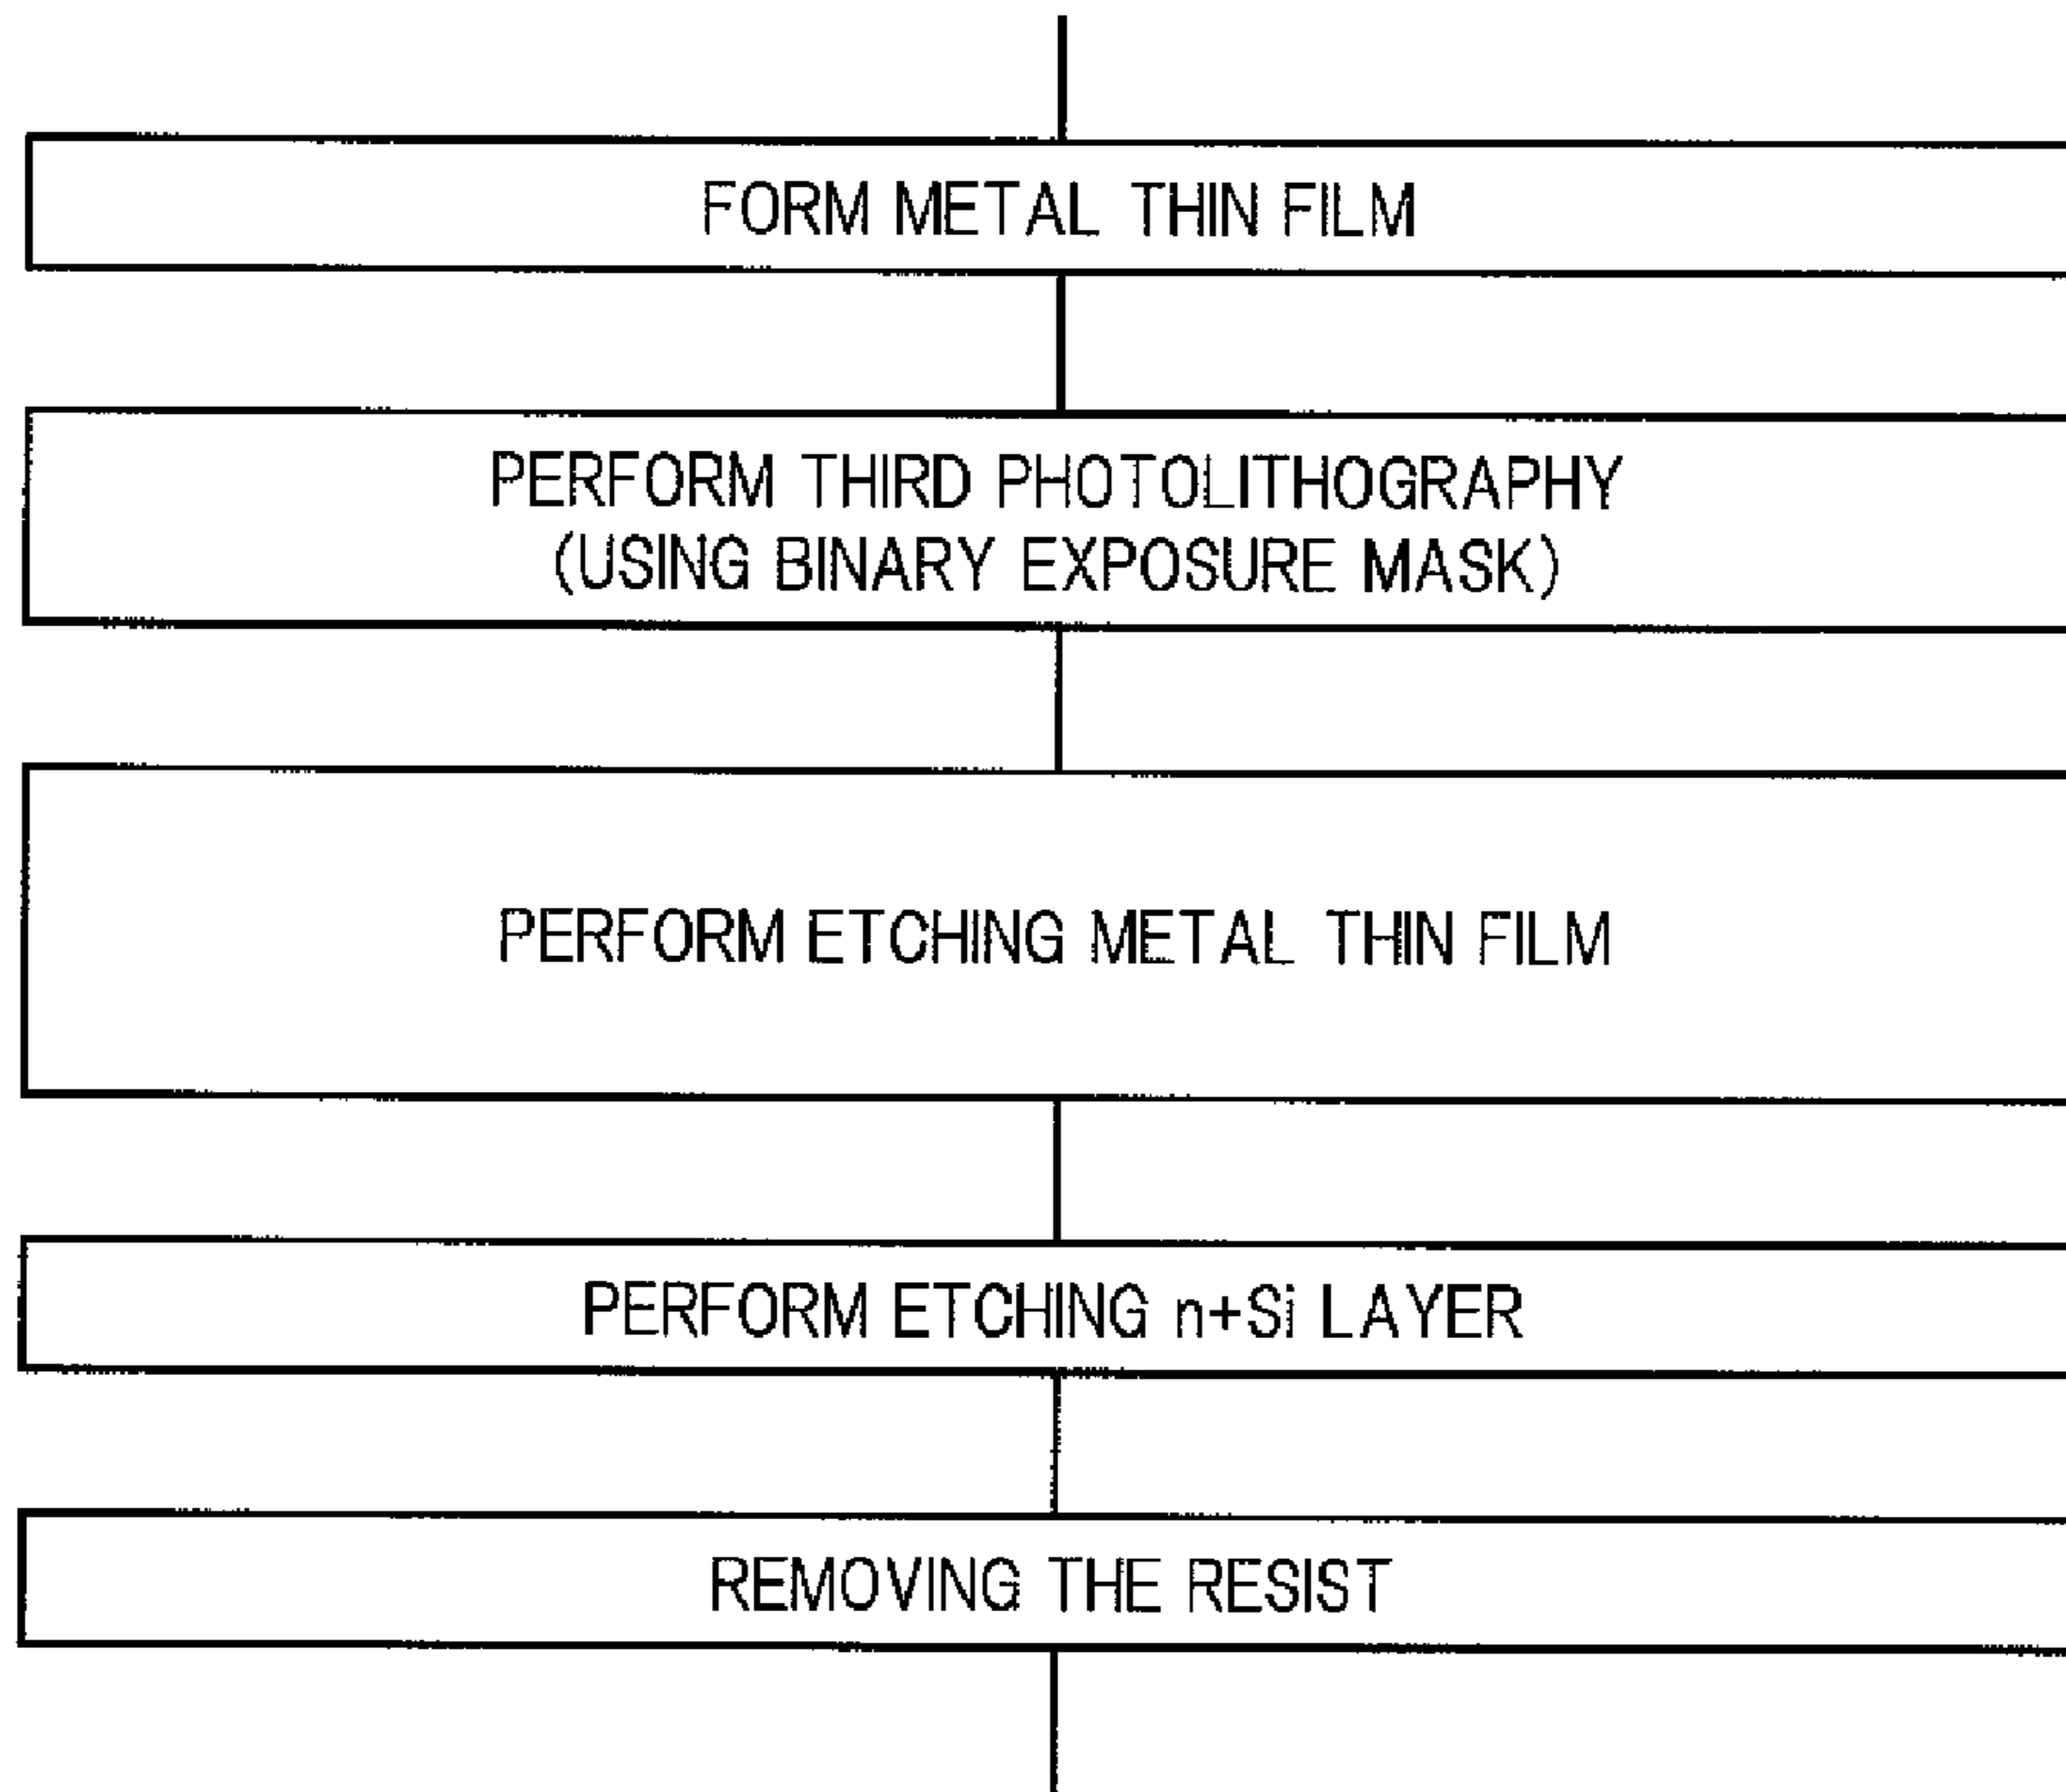 FORM METAL THIN FILM
PERFORM THIRD PHOTOLITHOGRAPHY
(USING BINARY EXPOSURE MASK)
PERFORM ETCHING METAL THIN FILM
PERFORM ETCHING n+Si LAYER
REMOVING THE RESIST